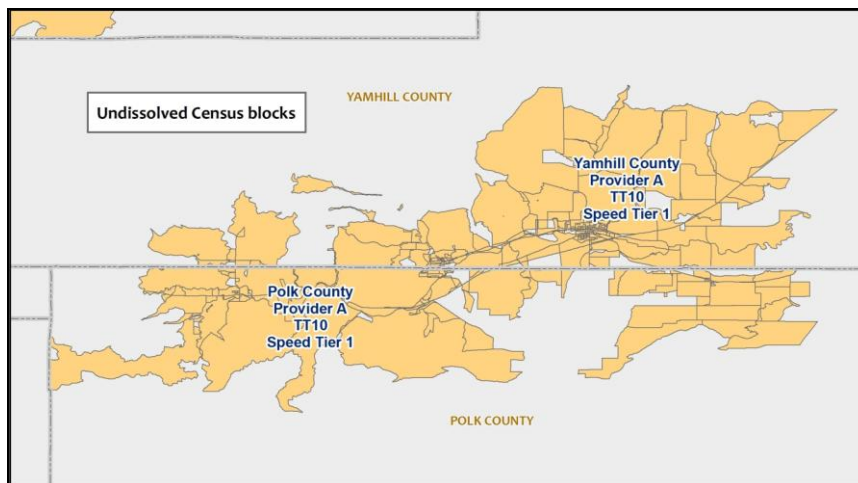 YAMHILL COUNTY
Undissolved Census blocks
Yamhill County
Provider A
TT10
Speed Tier 1
Polk County
Provider A
TT10
Speed Tier 1
POLK COUNTY